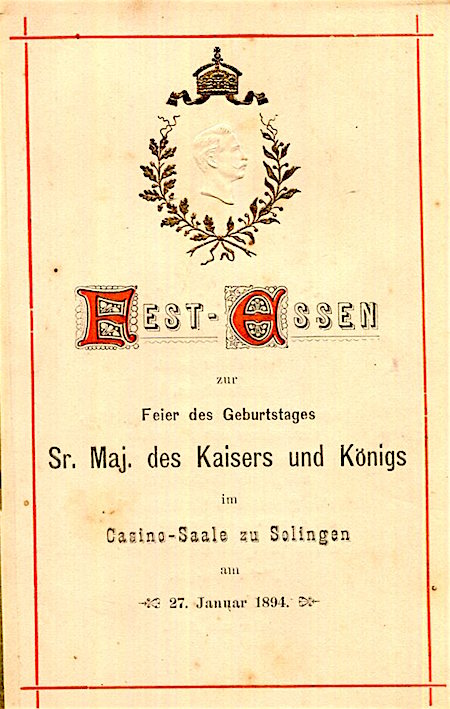 Fest-Essen
zur
Feier des Geburtstages
Sr. Maj. des Kaisers und Königs
im
Casino-Saale zu Solingen
am
27. Januar 1894.